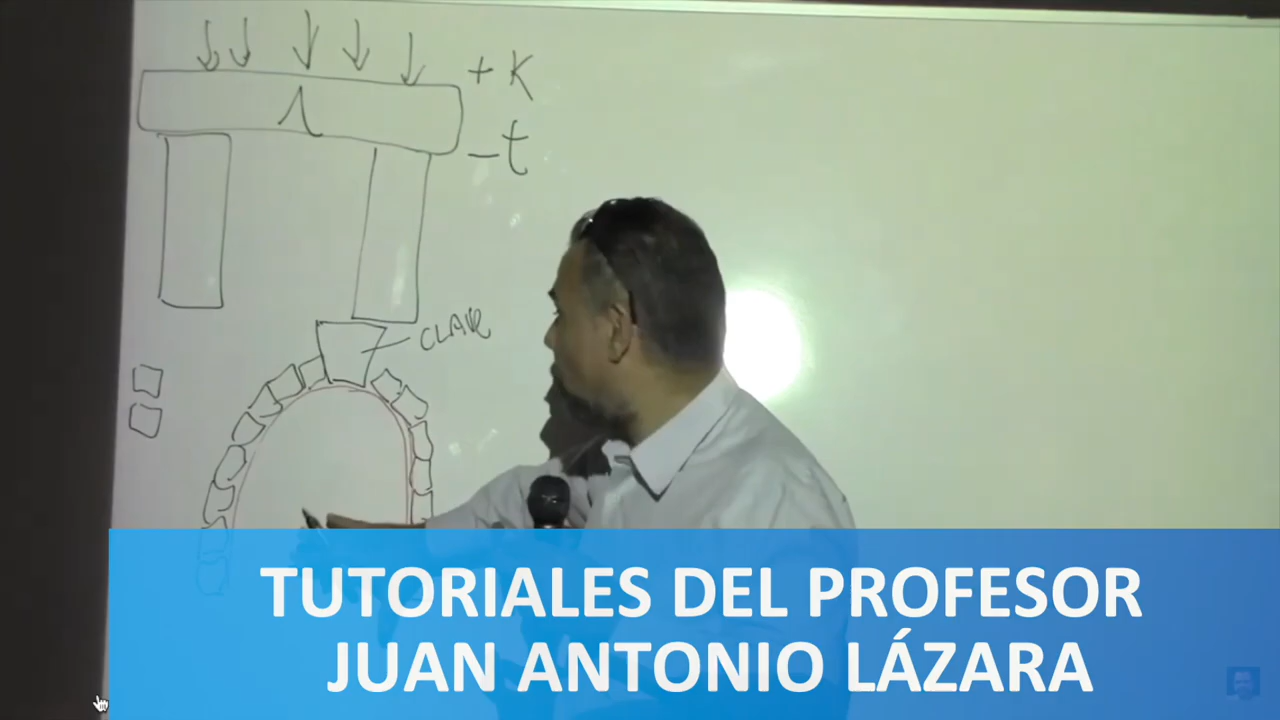 + K
- t
CLAVE
TUTORIALES DEL PROFESOR
JUAN ANTONIO LÁZARA